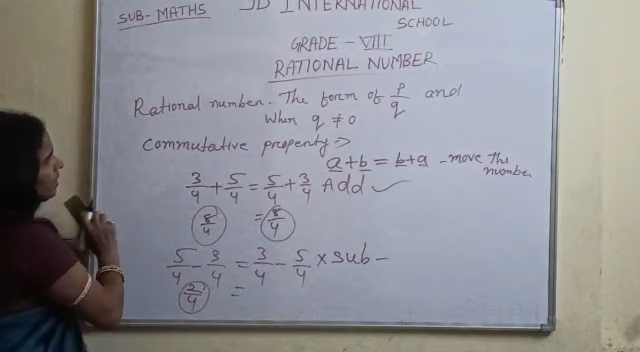 SUB- MATHS JD INTERNATIONAL
SCHOOL
GRADE - VIII
RATIONAL NUMBER
Rational number - The form of p/q and
when q ≠ 0
Commutative property ⇒
a + b = b + a - move the
number
3/4 + 5/4 = 5/4 + 3/4 Add ✓
8/4 = 8/4
5/4 - 3/4 = 3/4 - 5/4 × sub -
2/4 =